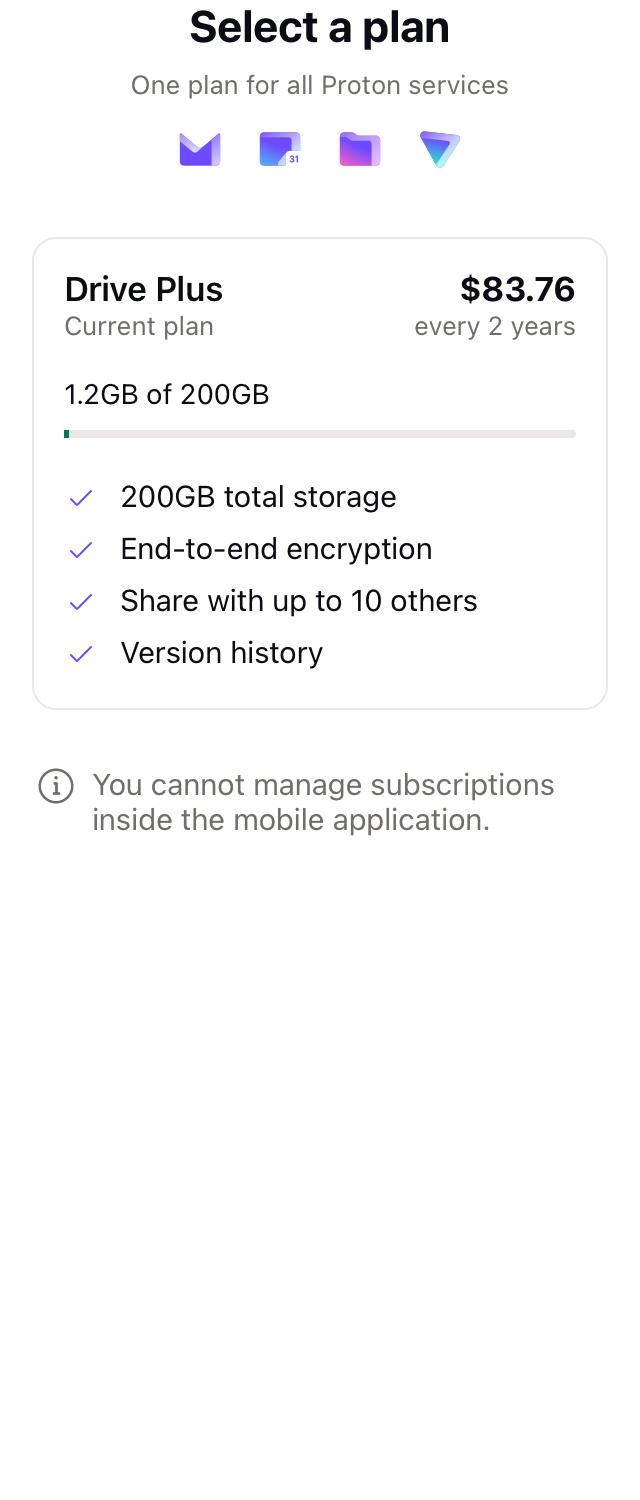 Select a plan
One plan for all Proton services
31
Drive Plus
$83.76
Current plan
every 2 years
1.2GB of 200GB
200GB total storage
End-to-end encryption
Share with up to 10 others
Version history
You cannot manage subscriptions
inside the mobile application.